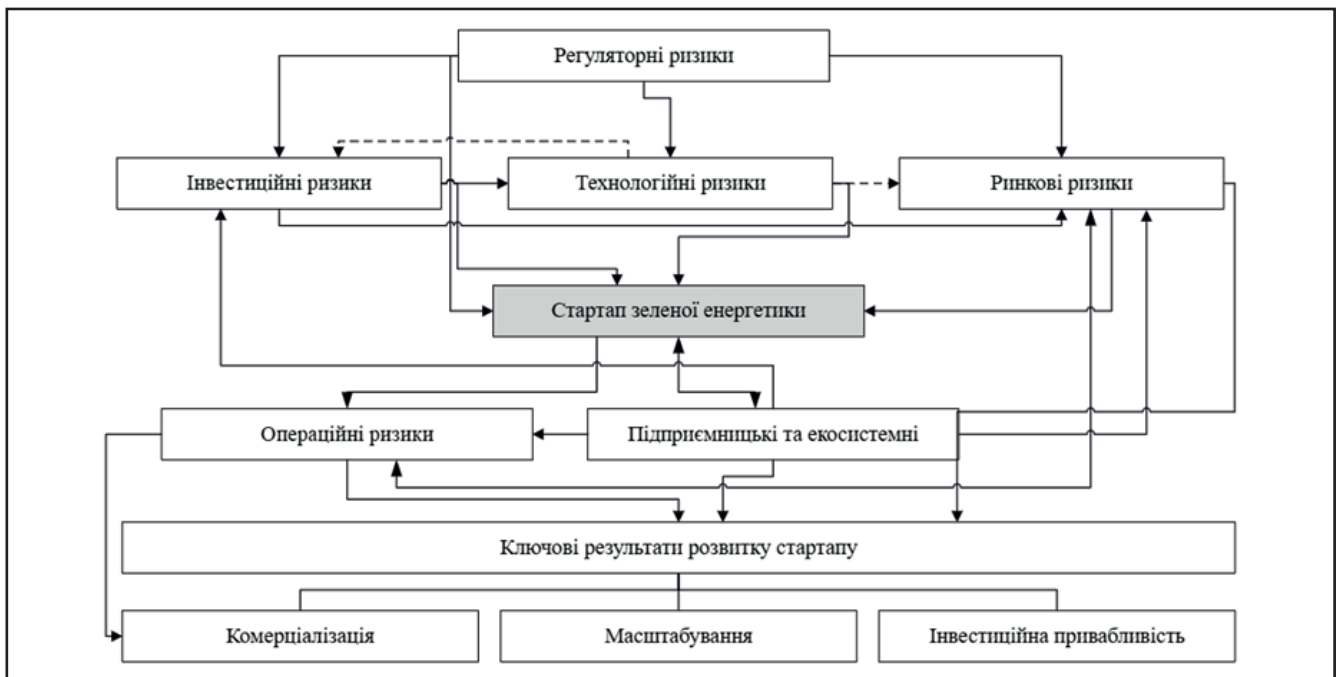 Регуляторні ризики
Інвестиційні ризики
Технологійні ризики
Ринкові ризики
Стартап зеленої енергетики
Операційні ризики
Підприємницькі та екосистемні
Ключові результати розвитку стартапу
Комерціалізація
Масштабування
Інвестиційна привабливість